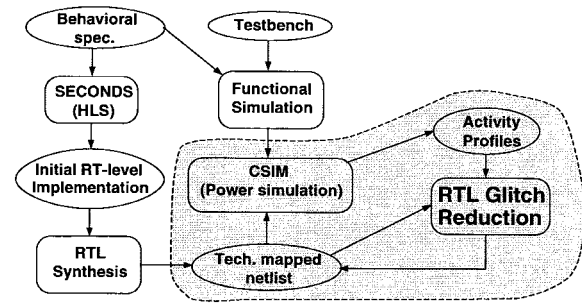 Behavioral
spec.
Testbench
SECONDS
(HLS)
Functional
Simulation
Activity
Profiles
Initial RT-level
Implementation
CSIM
(Power simulation)
RTL Glitch
Reduction
RTL
Synthesis
Tech. mapped
netlist